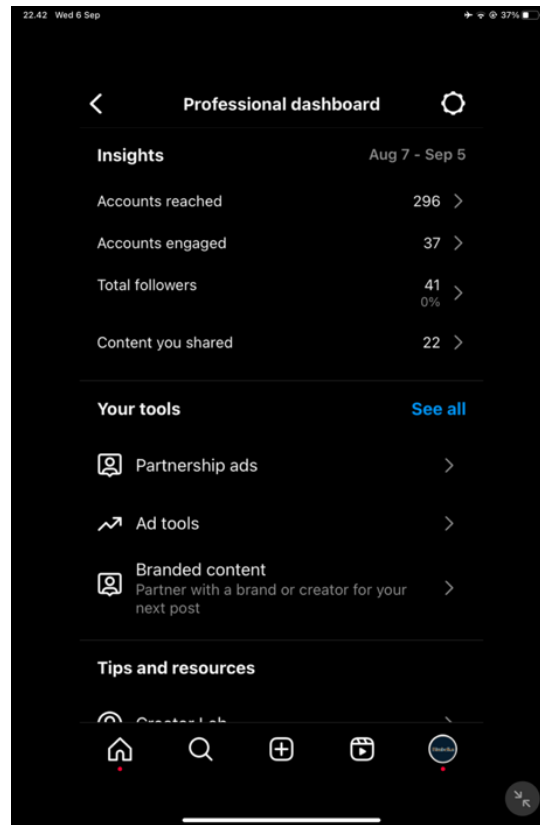 22.42 Wed 6 Sep 37%
Professional dashboard
Insights Aug 7 - Sep 5
Accounts reached 296
Accounts engaged 37
Total followers 41
0%
Content you shared 22
Your tools See all
Partnership ads
Ad tools
Branded content
Partner with a brand or creator for your
next post
Tips and resources
Creator Lab